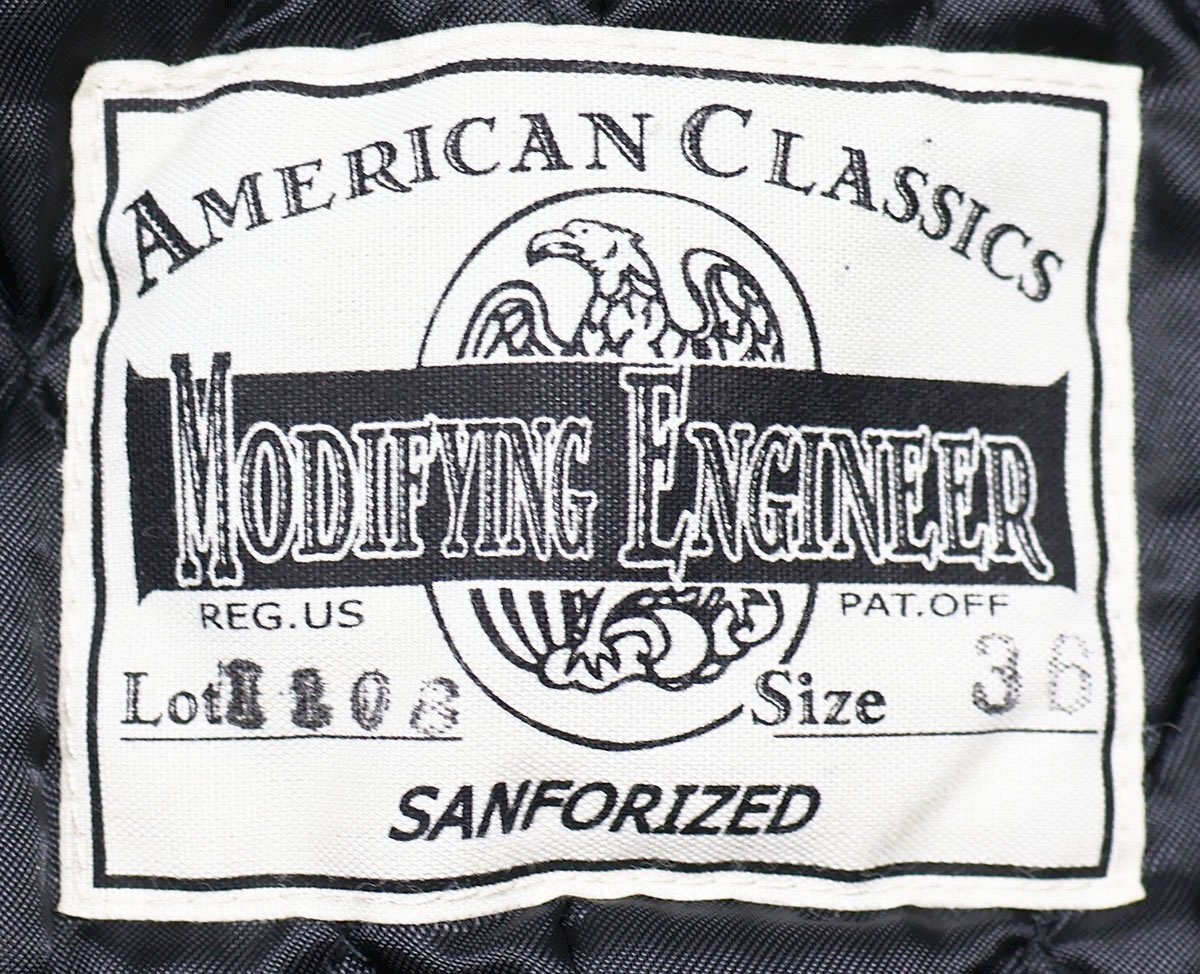 AMERICAN CLASSICS
MODIFYING ENGINEER
REG.US PAT.OFF
Lot Size 36
SANFORIZED